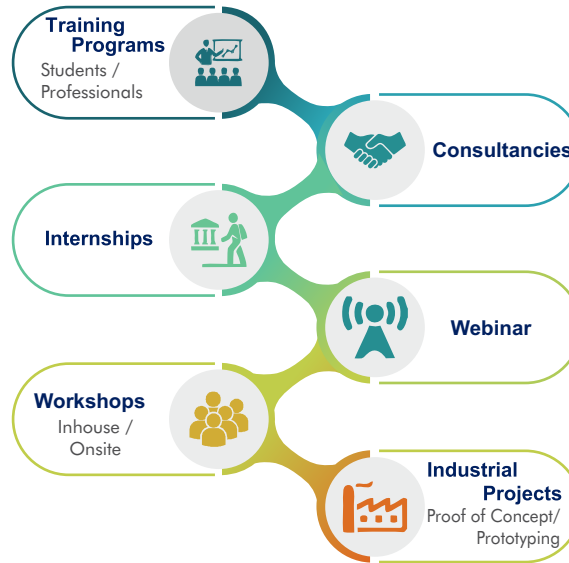 Training
Programs
Students /
Professionals
Consultancies
Internships
Webinar
Workshops
Inhouse /
Onsite
Industrial
Projects
Proof of Concept/
Prototyping